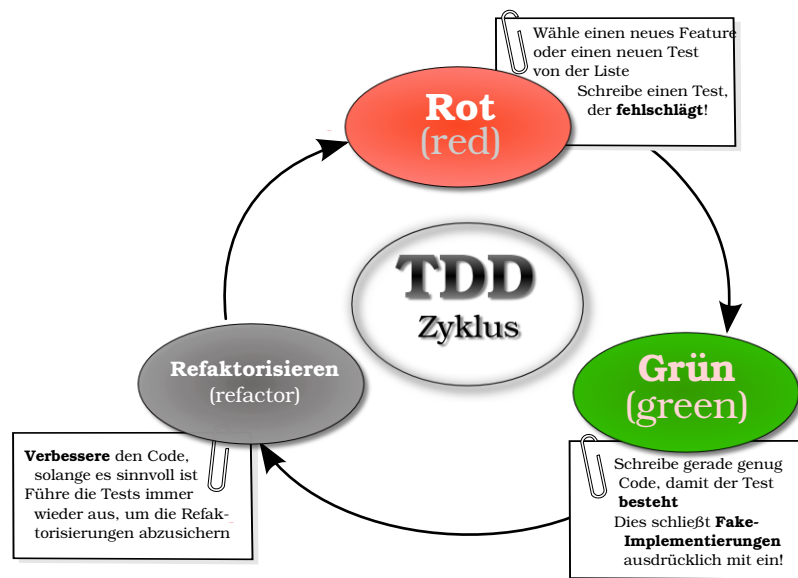 Wähle einen neues Feature
oder einen neuen Test
von der Liste
Schreibe einen Test,
der fehlschlägt!
Rot
(red)
TDD
Zyklus
Grün
(green)
Schreibe gerade genug
Code, damit der Test
besteht
Dies schließt Fake-
Implementierungen
ausdrücklich mit ein!
Refaktorisieren
(refactor)
Verbessere den Code,
solange es sinnvoll ist
Führe die Tests immer
wieder aus, um die Refak-
torisierungen abzusichern